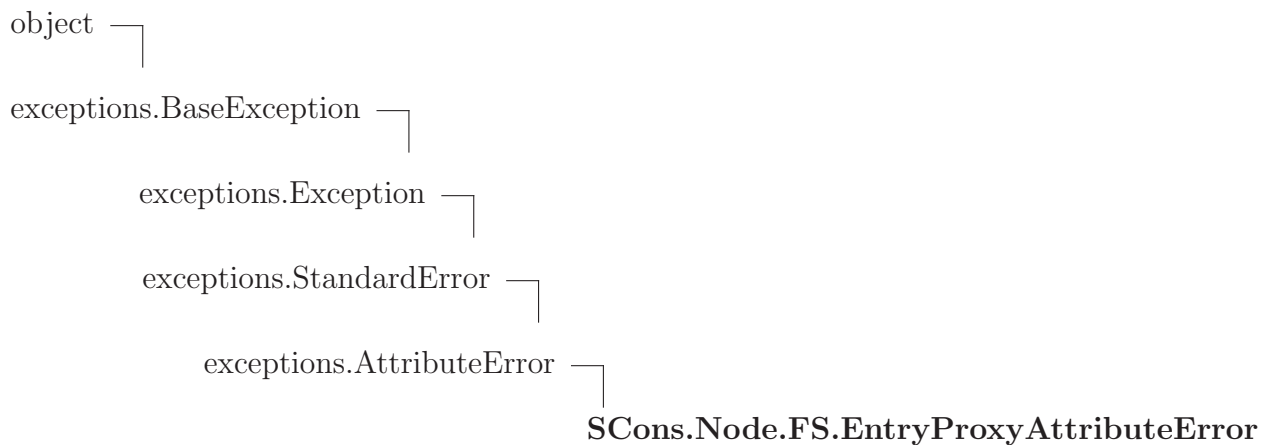 object
exceptions.BaseException
exceptions.Exception
exceptions.StandardError
exceptions.AttributeError
SCons.Node.FS.EntryProxyAttributeError